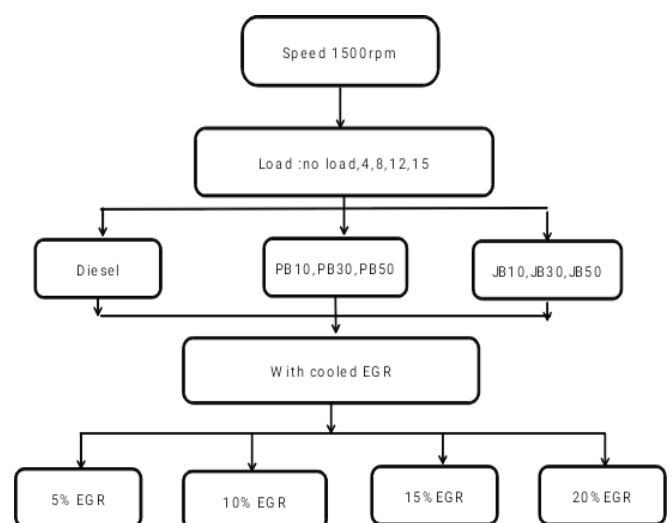 Speed 1500rpm
Load :no load,4,8,12,15
Diesel
PB10,PB30,PB50
JB10,JB30,JB50
With cooled EGR
5% EGR
10% EGR
15%EGR
20%EGR